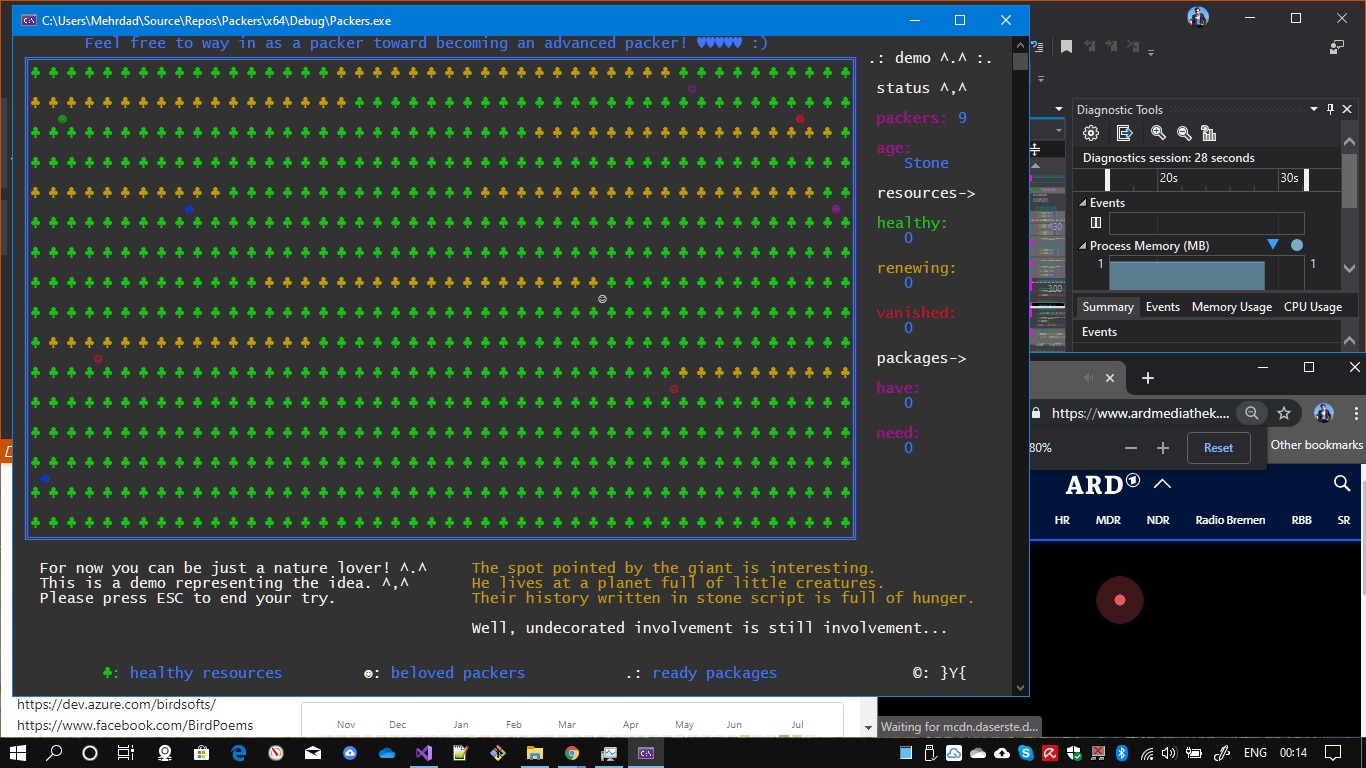 C:\Users\Mehrdad\Source\Repos\Packers\x64\Debug\Packers.exe
Feel free to way in as a packer toward becoming an advanced packer! ♥♥♥♥♥ :)
.: demo ^.^ :.
status ^,^
packers: 9
age:
Stone
resources->
healthy:
0
renewing:
0
vanished:
0
packages->
have:
0
need:
0
For now you can be just a nature lover! ^.^
This is a demo representing the idea. ^,^
Please press ESC to end your try.
The spot pointed by the giant is interesting.
He lives at a planet full of little creatures.
Their history written in stone script is full of hunger.
Well, undecorated involvement is still involvement...
♣: healthy resources ☻: beloved packers .: ready packages ©: }Y{
Diagnostic Tools
Diagnostics session: 28 seconds
20s 30s
Events
Process Memory (MB)
1 1
Summary Events Memory Usage CPU Usage
Events
https://www.ardmediathek....
80% Reset
Other bookmarks
ARD
HR MDR NDR Radio Bremen RBB SR
https://dev.azure.com/birdsofts/
https://www.facebook.com/BirdPoems
Nov Dec Jan Feb Mar Apr May Jun Jul
Waiting for mcdn.daserste.d...
ENG 00:14